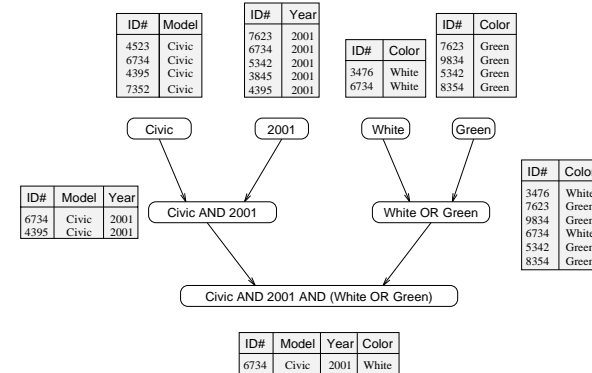 ID# Model
4523 Civic
6734 Civic
4395 Civic
7352 Civic
ID# Year
7623 2001
6734 2001
5342 2001
3845 2001
4395 2001
ID# Color
3476 White
6734 White
ID# Color
7623 Green
9834 Green
5342 Green
8354 Green
Civic
2001
White
Green
ID# Model Year
6734 Civic 2001
4395 Civic 2001
Civic AND 2001
White OR Green
ID# Color
3476 White
7623 Green
9834 Green
6734 White
5342 Green
8354 Green
Civic AND 2001 AND (White OR Green)
ID# Model Year Color
6734 Civic 2001 White